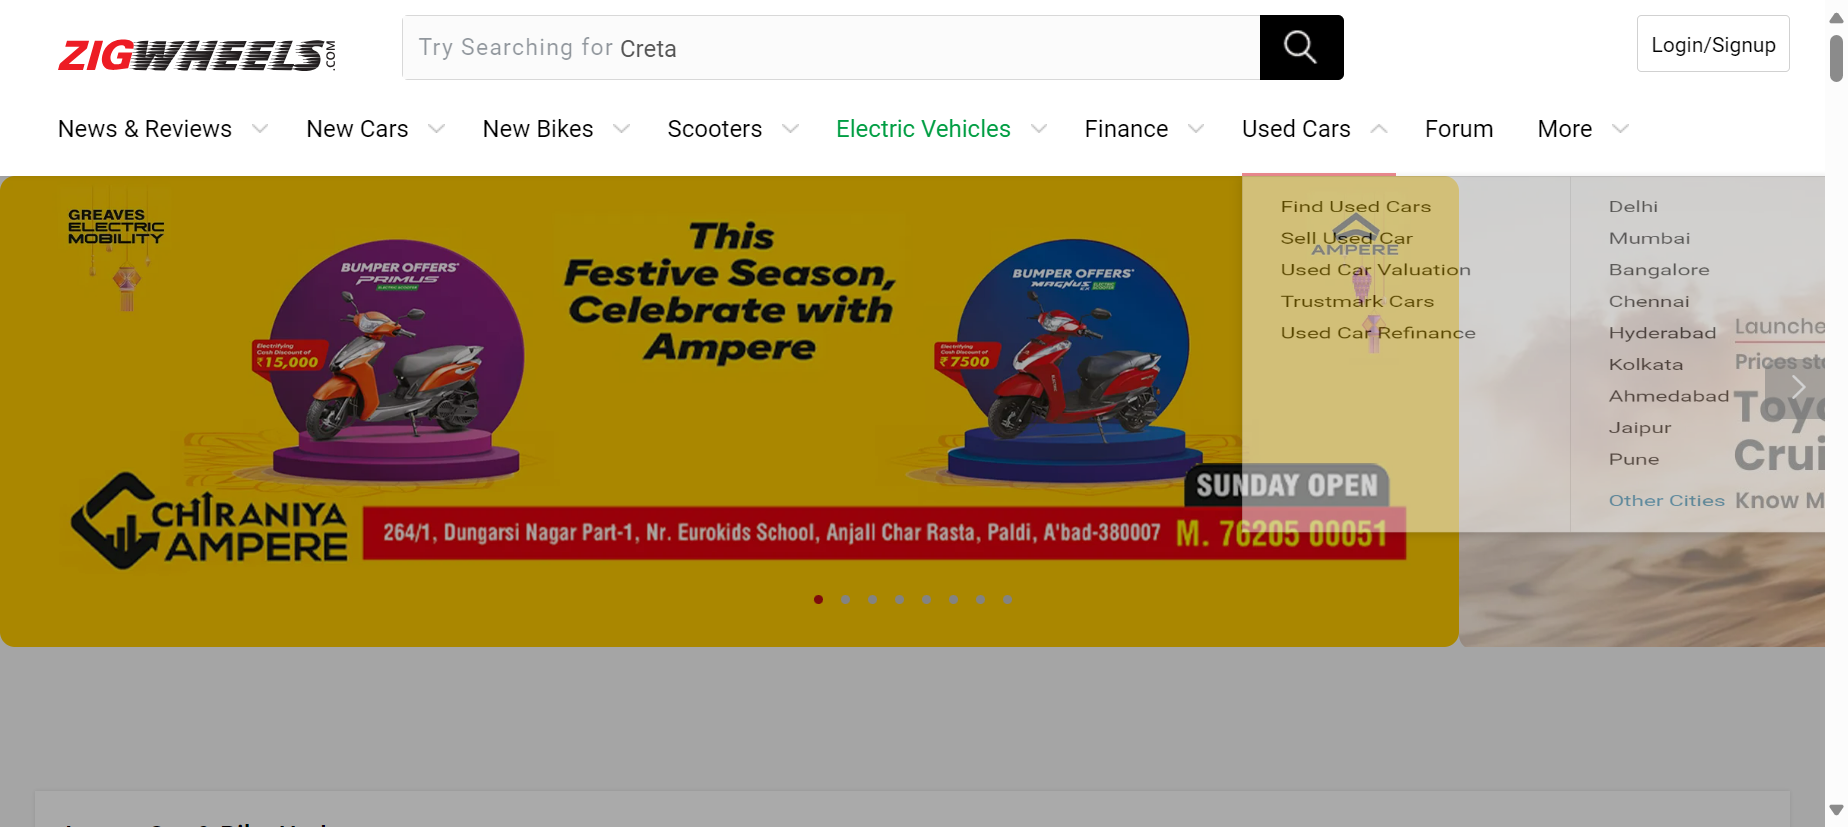 ZIGWHEELS.COM
Try Searching for Creta
Login/Signup
News & Reviews
New Cars
New Bikes
Scooters
Electric Vehicles
Finance
Used Cars
Forum
More
GREAVES
ELECTRIC
MOBILITY
BUMPER OFFERS*
PRIMUS
Electrifying
Cash Discount of
₹15,000
This
Festive Season,
Celebrate with
Ampere
BUMPER OFFERS*
MAGNUS EX
Electrifying
Cash Discount of
₹7500
AMPERE
CHIRANIYA
AMPERE
SUNDAY OPEN
264/1, Dungarsi Nagar Part-1, Nr. Eurokids School, Anjali Char Rasta, Paldi, A'bad-380007 M. 76205 00051
Find Used Cars
Sell Used Car
Used Car Valuation
Trustmark Cars
Used Car Refinance
Delhi
Mumbai
Bangalore
Chennai
Hyderabad
Kolkata
Ahmedabad
Jaipur
Pune
Other Cities
Launche
Prices sta
Toyo
Crui
Know M